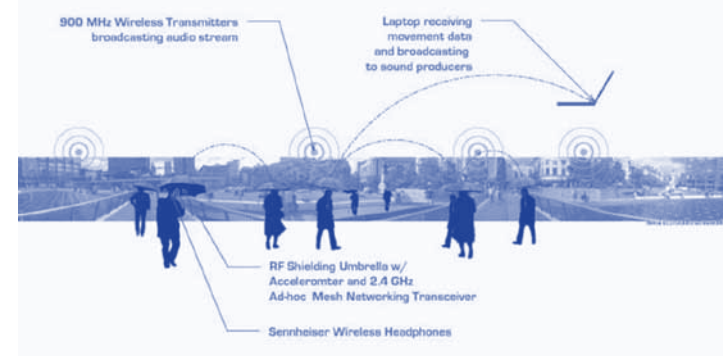 900 MHz Wireless Transmitters
broadcasting audio stream
Laptop receiving
movement data
and broadcasting
to sound producers
RF Shielding Umbrella w/
Acceleromter and 2.4 GHz
Ad-hoc Mesh Networking Transceiver
Sennheiser Wireless Headphones